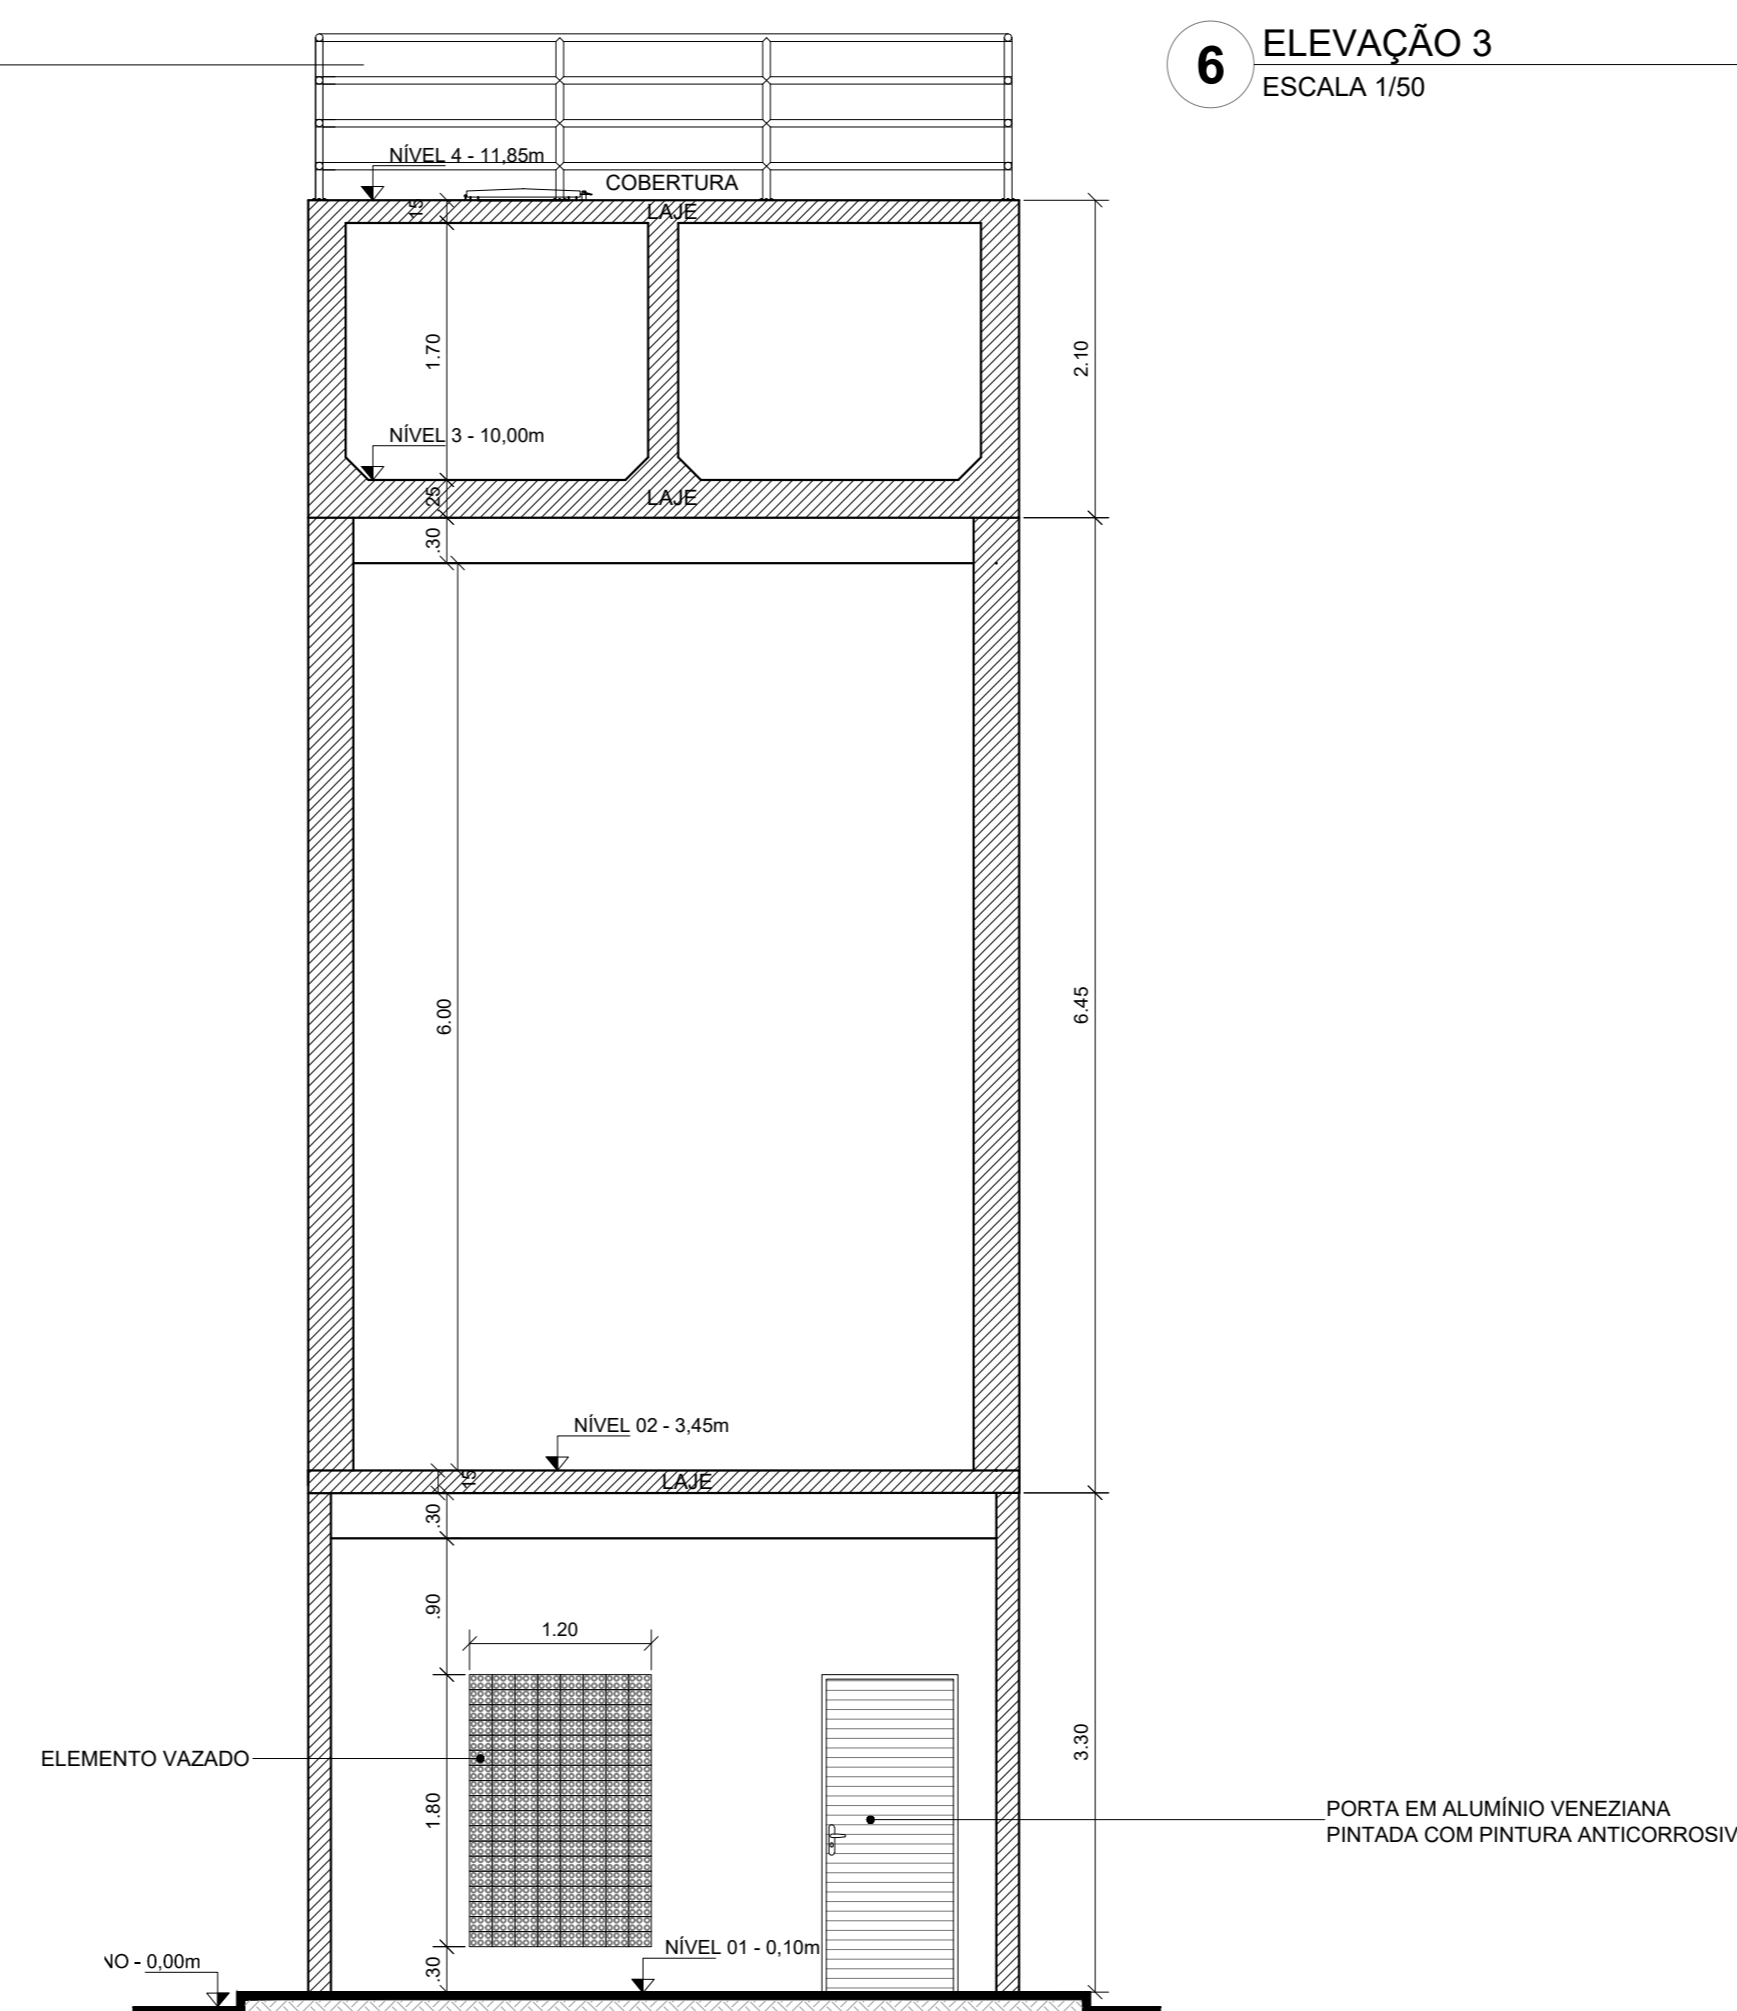 6
ELEVAÇÃO 3
ESCALA 1/50
NÍVEL 4 - 11,85m
COBERTURA
.15
LAJE
1.70
2.10
NÍVEL 3 - 10,00m
.25
LAJE
.30
6.00
6.45
NÍVEL 02 - 3,45m
.15
LAJE
.30
.90
1.20
ELEMENTO VAZADO
1.80
3.30
PORTA EM ALUMÍNIO VENEZIANA
PINTADA COM PINTURA ANTICORROSIV
NÍVEL 01 - 0,10m
NO - 0,00m
.30